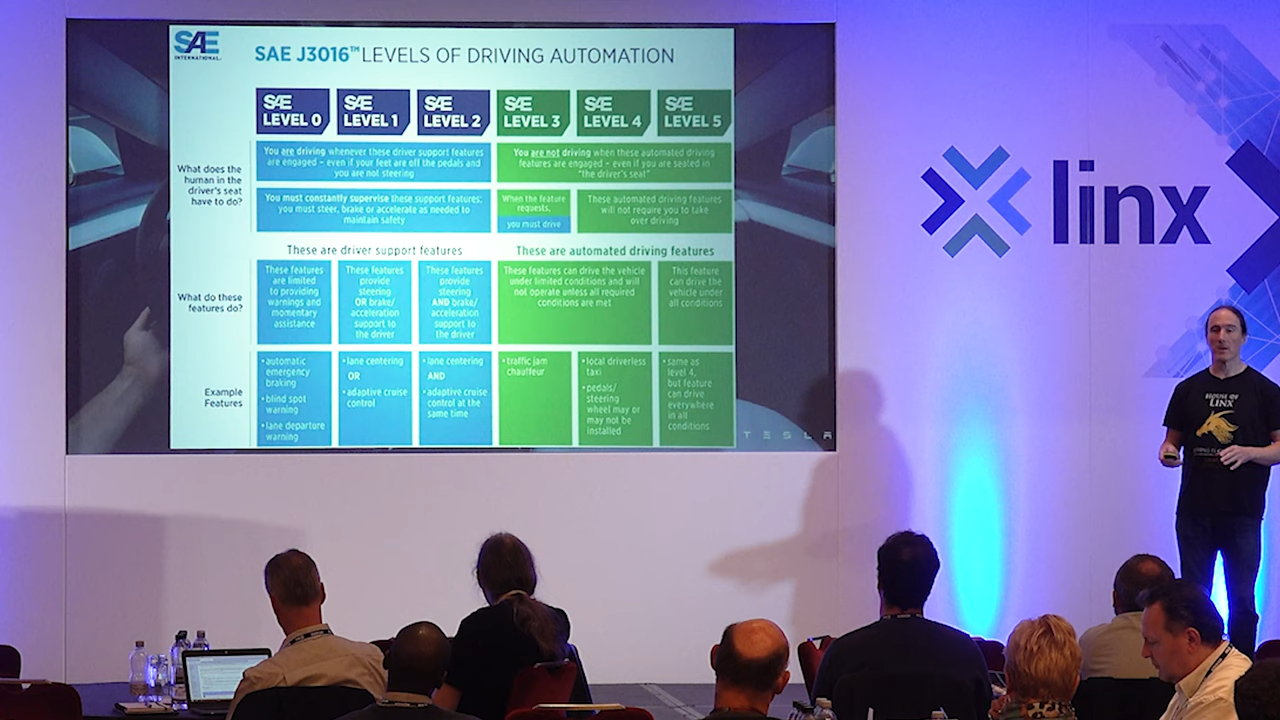 SAE
INTERNATIONAL
SAE J3016™ LEVELS OF DRIVING AUTOMATION
SAE
LEVEL 0
SAE
LEVEL 1
SAE
LEVEL 2
SAE
LEVEL 3
SAE
LEVEL 4
SAE
LEVEL 5
What does the
human in the
driver's seat
have to do?
You are driving whenever these driver support features
are engaged – even if your feet are off the pedals and
you are not steering
You are not driving when these automated driving
features are engaged – even if you are seated in
"the driver's seat"
You must constantly supervise these support features;
you must steer, brake or accelerate as needed to
maintain safety
When the feature
requests,
you must drive
These automated driving features
will not require you to take
over driving
These are driver support features
These are automated driving features
What do these
features do?
These features
are limited
to providing
warnings and
momentary
assistance
These features
provide
steering
OR brake/
acceleration
support to
the driver
These features
provide
steering
AND brake/
acceleration
support to
the driver
These features can drive the vehicle
under limited conditions and will
not operate unless all required
conditions are met
This feature
can drive the
vehicle under
all conditions
Example
Features
• automatic
emergency
braking
• blind spot
warning
• lane departure
warning
• lane centering
OR
• adaptive cruise
control
• lane centering
AND
• adaptive cruise
control at the
same time
• traffic jam
chauffeur
• local driverless
taxi
• pedals/
steering
wheel may or
may not be
installed
• same as
level 4,
but feature
can drive
everywhere
in all
conditions
TESLA
linx
HOUSE OF
LINX